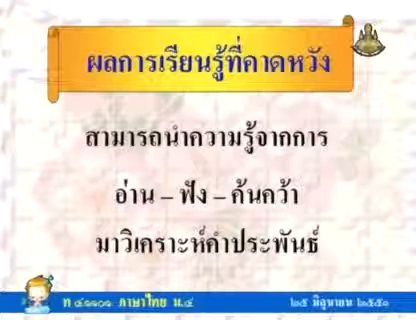 ผลการเรียนรู้ที่คาดหวัง
สามารถนำความรู้จากการ
อ่าน – ฟัง – ค้นคว้า
มาวิเคราะห์คำประพันธ์
ท ๔๑๑๐๑ ภาษาไทย ม.๔
๒๕ มิถุนายน ๒๕๕๑